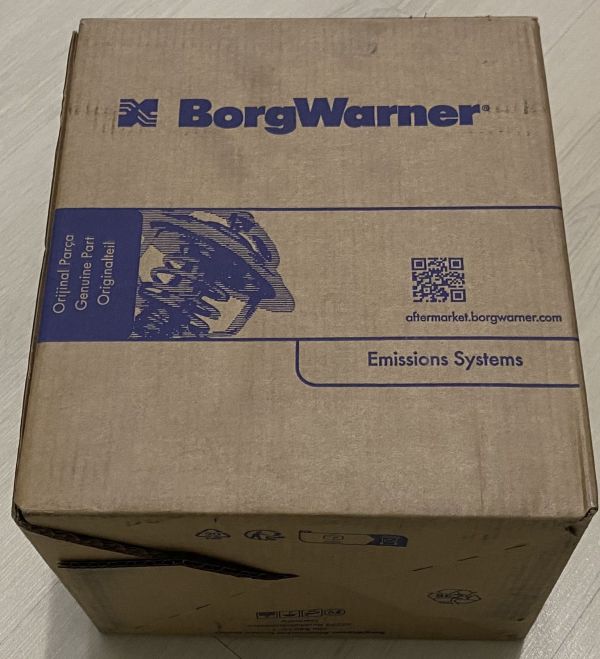 BorgWarner®
Orijinal Parça
Genuine Part
Originalteil
aftermarket.borgwarner.com
Emissions Systems